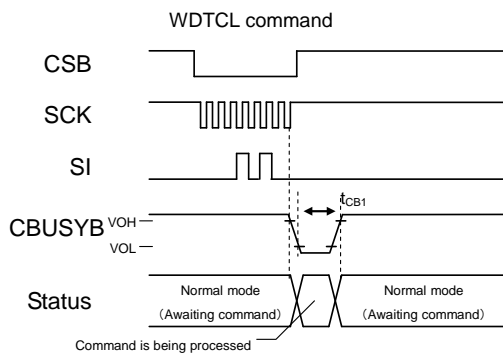 WDTCL command
CSB
SCK
SI
tCB1
CBUSYB
VOH
VOL
Status
Normal mode
（Awaiting command）
Normal mode
（Awaiting command）
Command is being processed